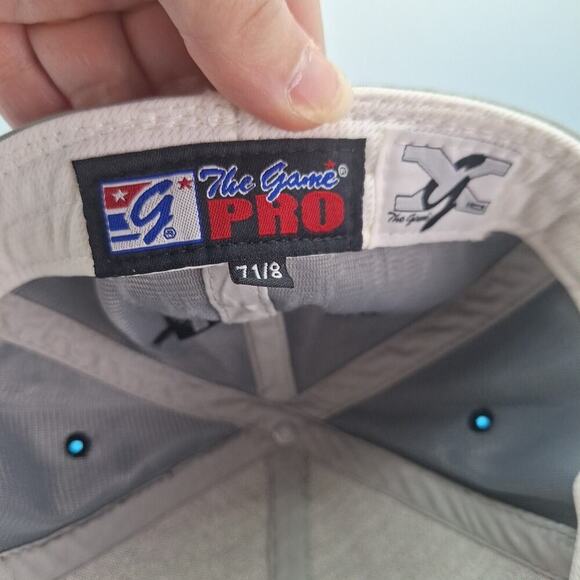 The Game®
PRO
G®
7 1/8
X
The Game